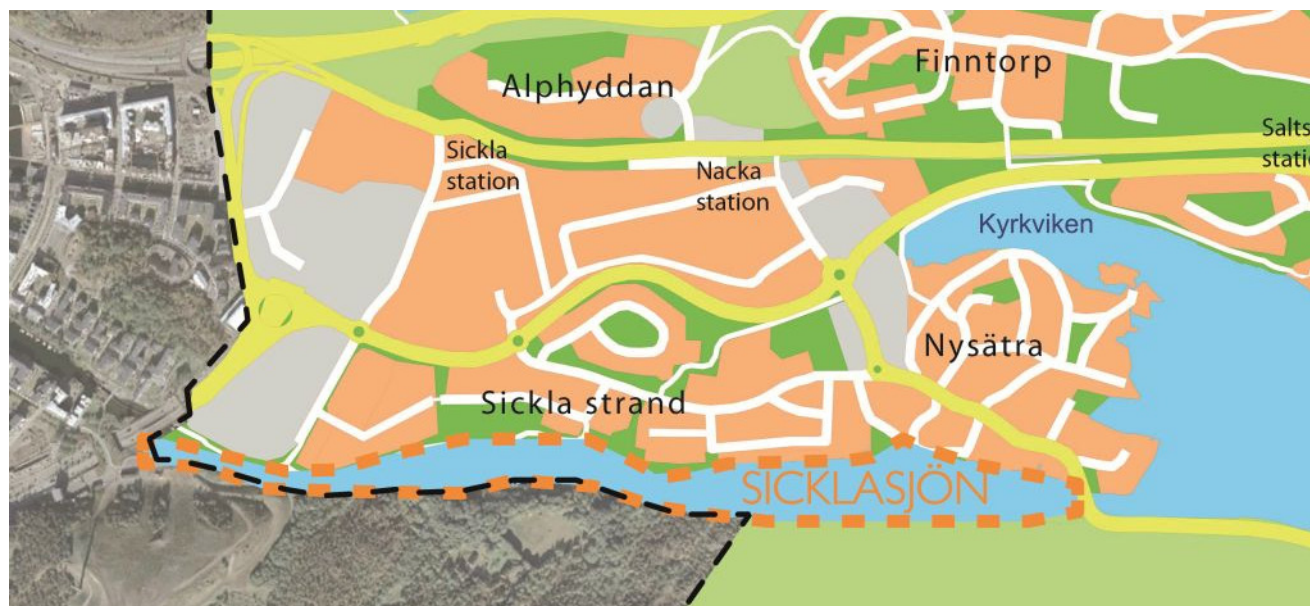 Finntorp
Alphyddan
Sickla
station
Nacka
station
Kyrkviken
Nysätra
Sickla strand
SICKLASJÖN